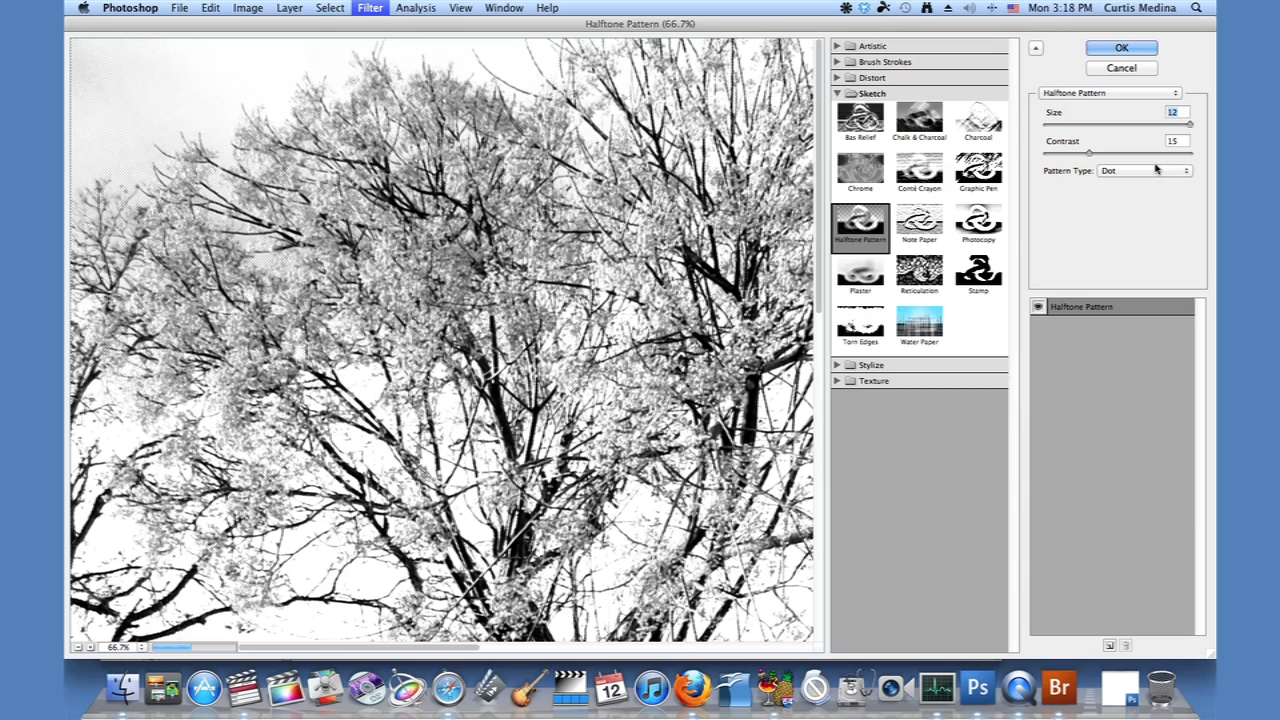 Photoshop File Edit Image Layer Select Filter Analysis View Window Help Mon 3:18 PM Curtis Medina
Halftone Pattern (66.7%)
Artistic
Brush Strokes
Distort
Sketch
Bas Relief Chalk & Charcoal Charcoal
Chrome Conté Crayon Graphic Pen
Halftone Pattern Note Paper Photocopy
Plaster Reticulation Stamp
Torn Edges Water Paper
Stylize
Texture
OK
Cancel
Halftone Pattern
Size 12
Contrast 15
Pattern Type: Dot
Halftone Pattern
66.7%
12
Ps
Br
Ps